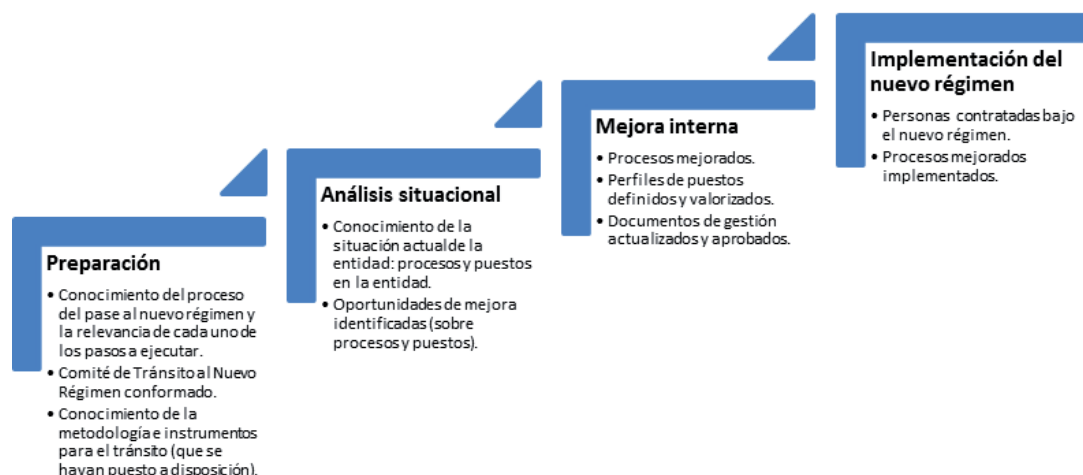 Preparación
• Conocimiento del proceso
del pase al nuevo régimen y
la relevancia de cada uno de
los pasos a ejecutar.
• Comité de Tránsito al Nuevo
Régimen conformado.
• Conocimiento de la
metodología e instrumentos
para el tránsito (que se
hayan puesto a disposición).
Análisis situacional
• Conocimiento de la
situación actual de la
entidad: procesos y puestos
en la entidad.
• Oportunidades de mejora
identificadas (sobre
procesos y puestos).
Mejora interna
• Procesos mejorados.
• Perfiles de puestos
definidos y valorizados.
• Documentos de gestión
actualizados y aprobados.
Implementación del
nuevo régimen
• Personas contratadas bajo
el nuevo régimen.
• Procesos mejorados
implementados.